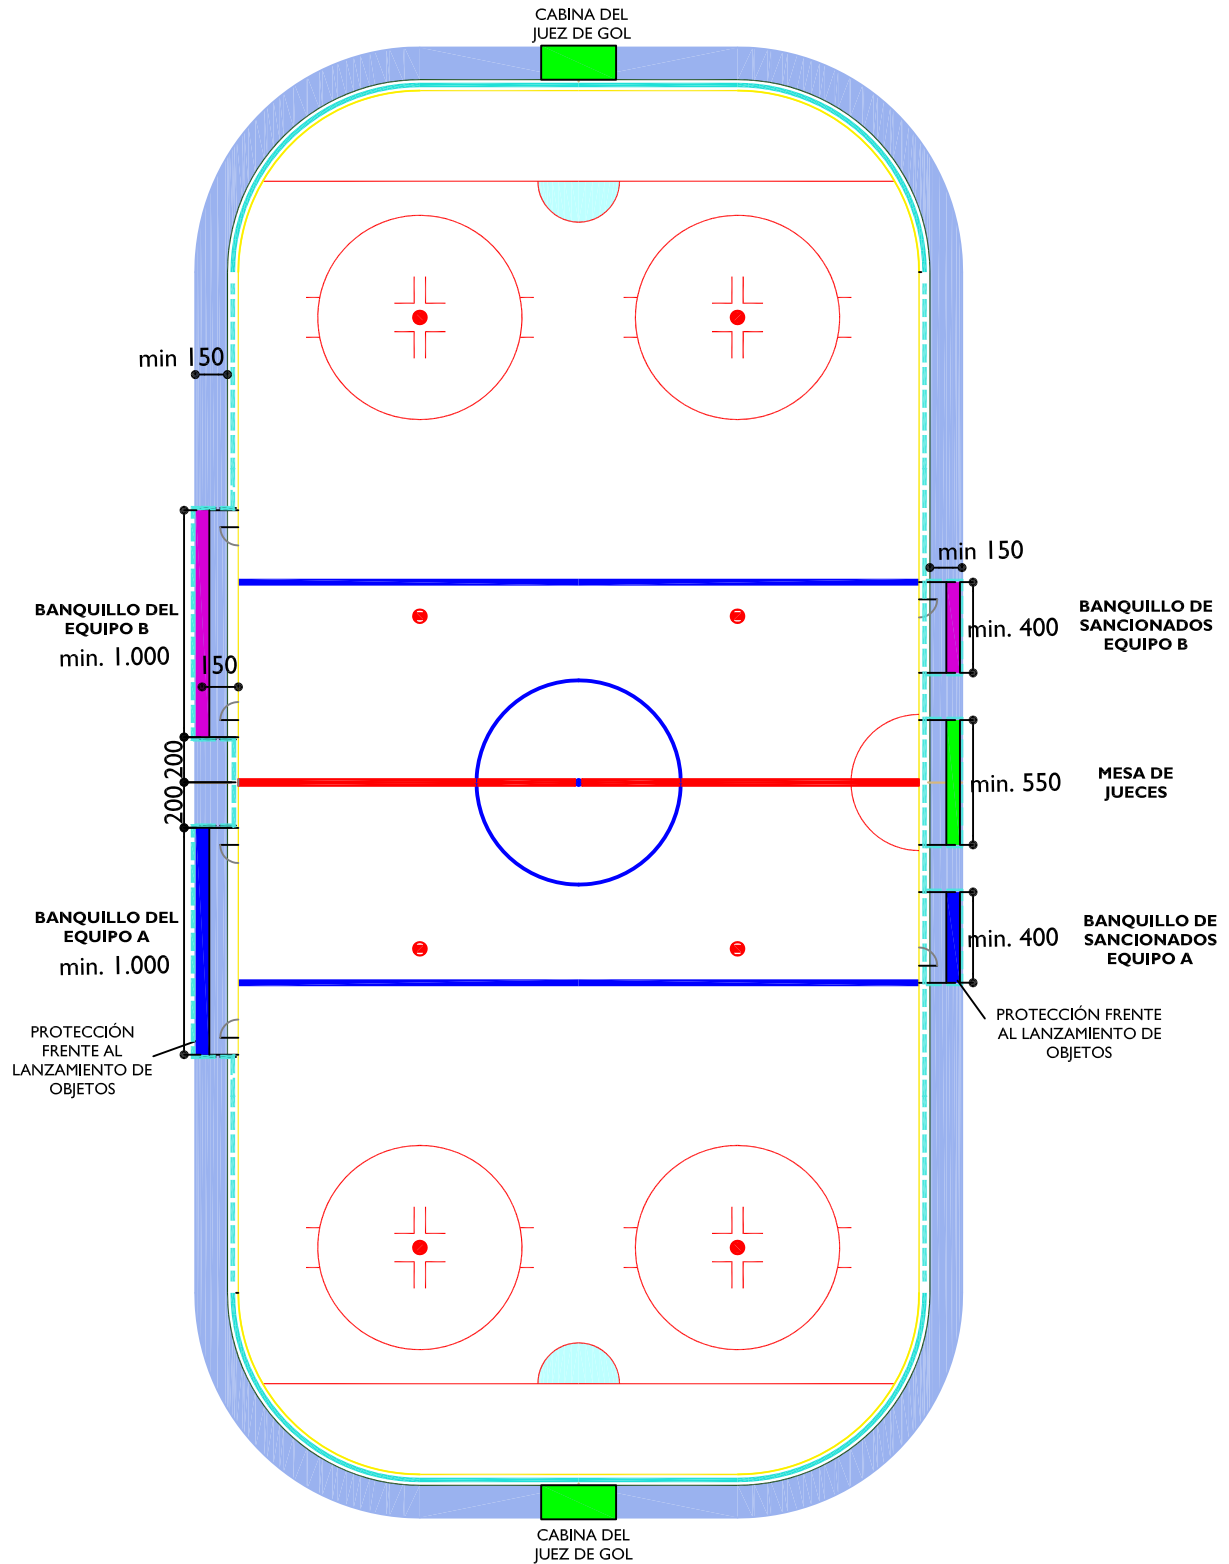 CABINA DEL
JUEZ DE GOL
min 150
min 150
BANQUILLO DEL
EQUIPO B
min. 1.000
150
min. 400
BANQUILLO DE
SANCIONADOS
EQUIPO B
200
200
min. 550
MESA DE
JUECES
BANQUILLO DEL
EQUIPO A
min. 1.000
min. 400
BANQUILLO DE
SANCIONADOS
EQUIPO A
PROTECCIÓN
FRENTE AL
LANZAMIENTO DE
OBJETOS
PROTECCIÓN FRENTE
AL LANZAMIENTO DE
OBJETOS
CABINA DEL
JUEZ DE GOL